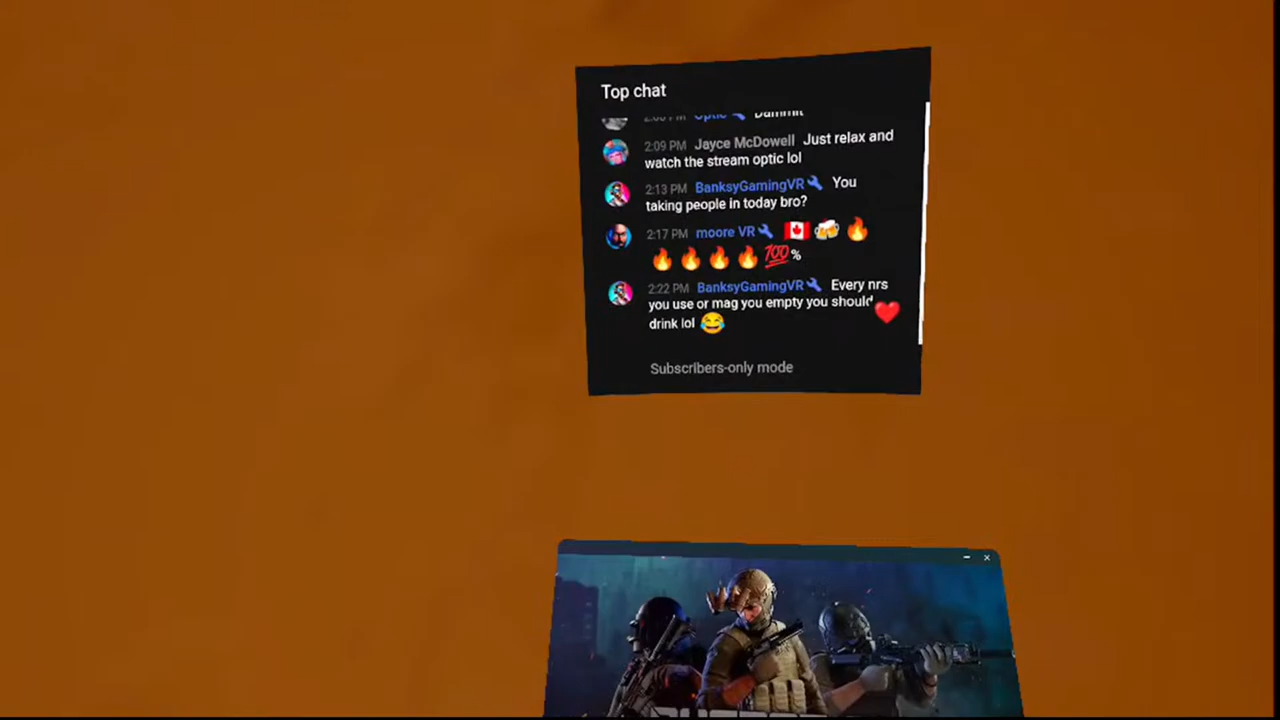 Top chat
Optic 🔧 Dammit
2:09 PM Jayce McDowell Just relax and
watch the stream optic lol
2:13 PM BanksyGamingVR 🔧 You
taking people in today bro?
2:17 PM moore VR 🔧 🇨🇦 🍻 🔥
🔥 🔥 🔥 🔥 💯 %
2:22 PM BanksyGamingVR 🔧 Every nrs
you use or mag you empty you should
drink lol 😂 ❤️
Subscribers-only mode